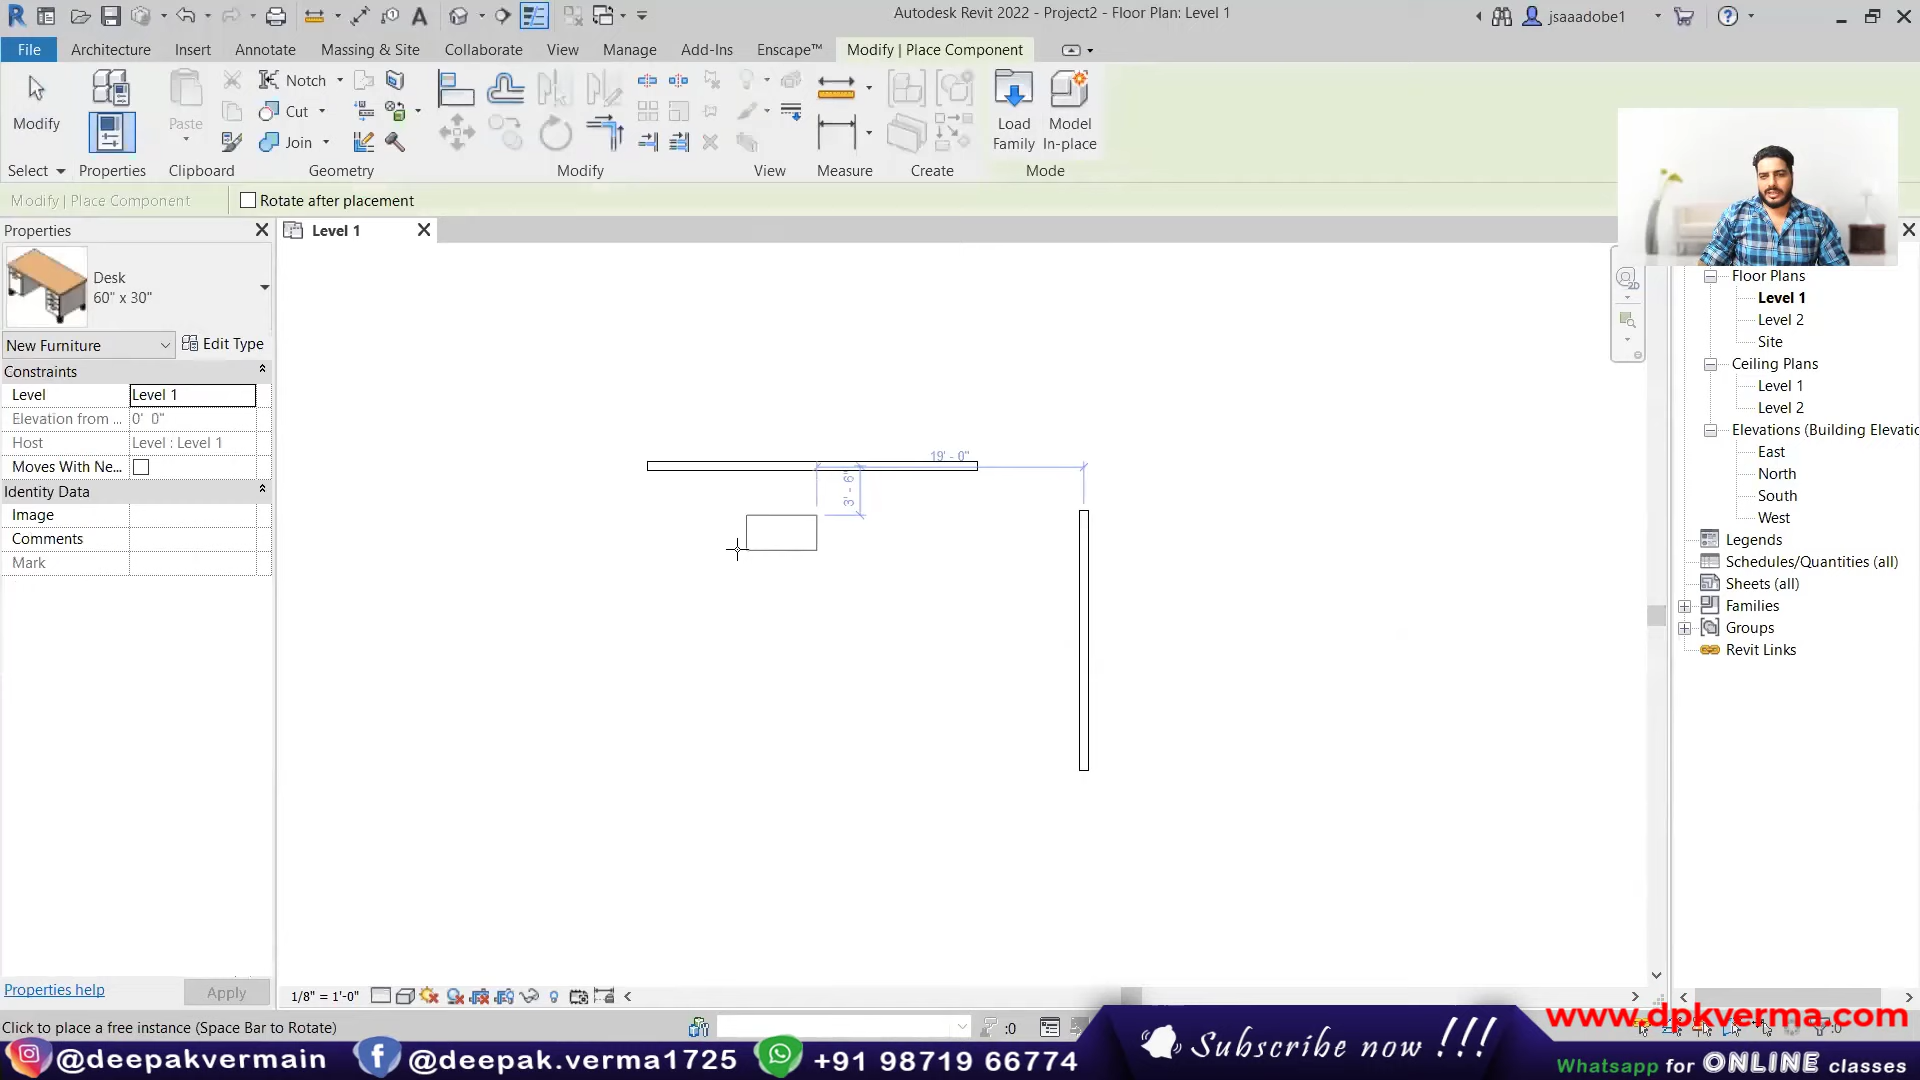 Autodesk Revit 2022 - Project2 - Floor Plan: Level 1
jsaaadobe1
File Architecture Insert Annotate Massing & Site Collaborate View Manage Add-Ins Enscape™ Modify | Place Component
Modify
Paste
Notch
Cut
Join
Load Family
Model In-place
Select Properties Clipboard Geometry Modify View Measure Create Mode
Modify | Place Component Rotate after placement
Properties
Level 1
Desk
60" x 30"
New Furniture Edit Type
Constraints
Level Level 1
Elevation from ... 0' 0"
Host Level : Level 1
Moves With Ne...
Identity Data
Image
Comments
Mark
2D
19' - 0"
3' - 6"
Floor Plans
Level 1
Level 2
Site
Ceiling Plans
Level 1
Level 2
Elevations (Building Elevatio
East
North
South
West
Legends
Schedules/Quantities (all)
Sheets (all)
Families
Groups
Revit Links
Properties help Apply
1/8" = 1'-0"
Click to place a free instance (Space Bar to Rotate)
:0
:0
www.dpkverma.com
@deepakvermain @deepak.verma1725 +91 98719 66774
Subscribe now !!!
Whatsapp for ONLINE classes